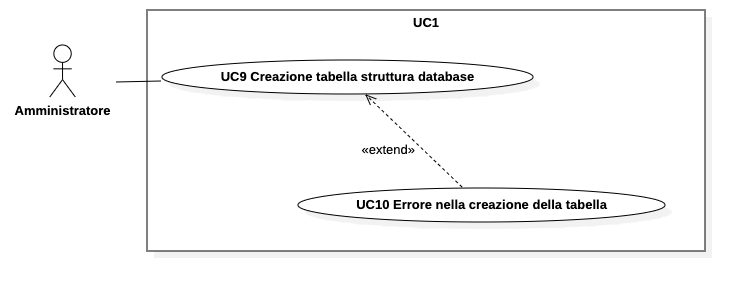 UC1
UC9 Creazione tabella struttura database
Amministratore
«extend»
UC10 Errore nella creazione della tabella